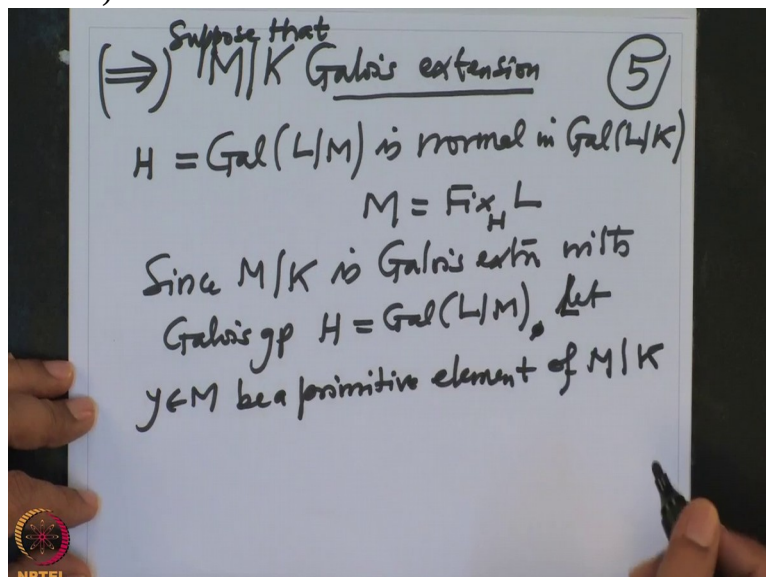 Suppose that
(⇒) M|K Galois extension
5
H = Gal(L|M) is normal in Gal(L|K)
M = Fix_H L
Since M|K is Galois extn with
Galois gp H = Gal(L|M). Let
y∈M be a primitive element of M|K
NPTEL